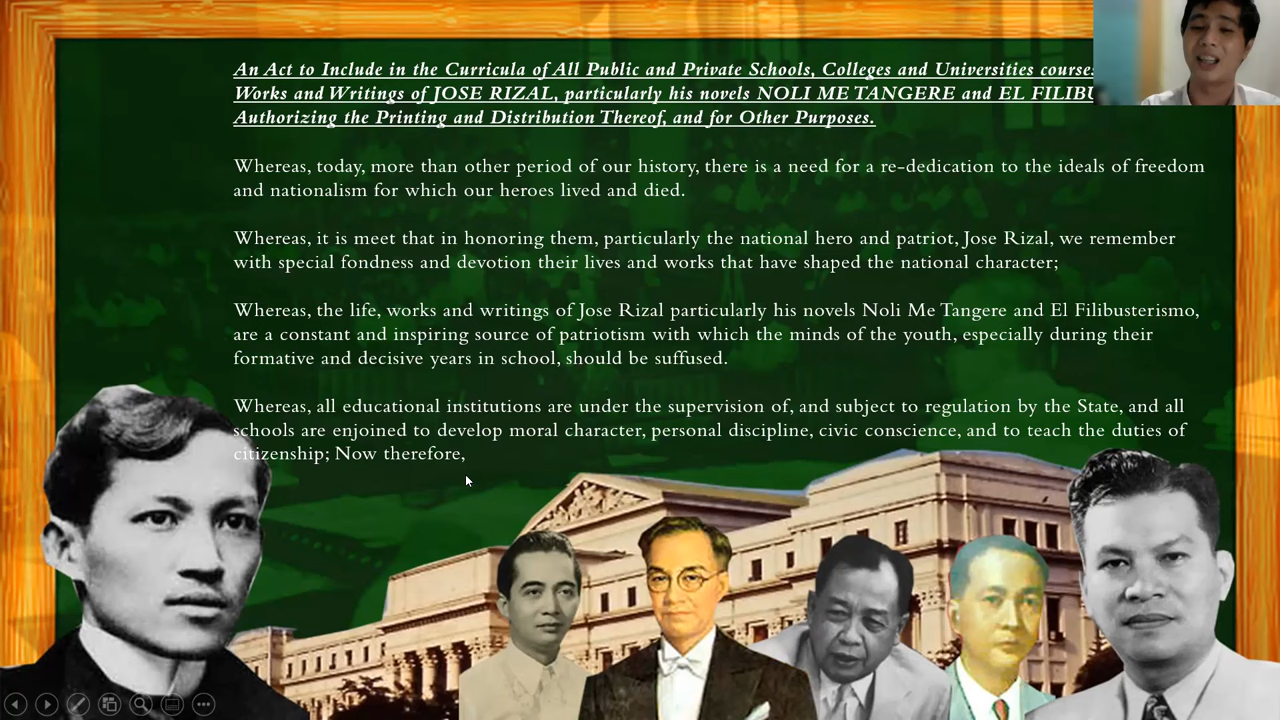 An Act to Include in the Curricula of All Public and Private Schools, Colleges and Universities courses
Works and Writings of JOSE RIZAL, particularly his novels NOLI ME TANGERE and EL FILIBU
Authorizing the Printing and Distribution Thereof, and for Other Purposes.
Whereas, today, more than other period of our history, there is a need for a re-dedication to the ideals of freedom
and nationalism for which our heroes lived and died.
Whereas, it is meet that in honoring them, particularly the national hero and patriot, Jose Rizal, we remember
with special fondness and devotion their lives and works that have shaped the national character;
Whereas, the life, works and writings of Jose Rizal particularly his novels Noli Me Tangere and El Filibusterismo,
are a constant and inspiring source of patriotism with which the minds of the youth, especially during their
formative and decisive years in school, should be suffused.
Whereas, all educational institutions are under the supervision of, and subject to regulation by the State, and all
schools are enjoined to develop moral character, personal discipline, civic conscience, and to teach the duties of
citizenship; Now therefore,